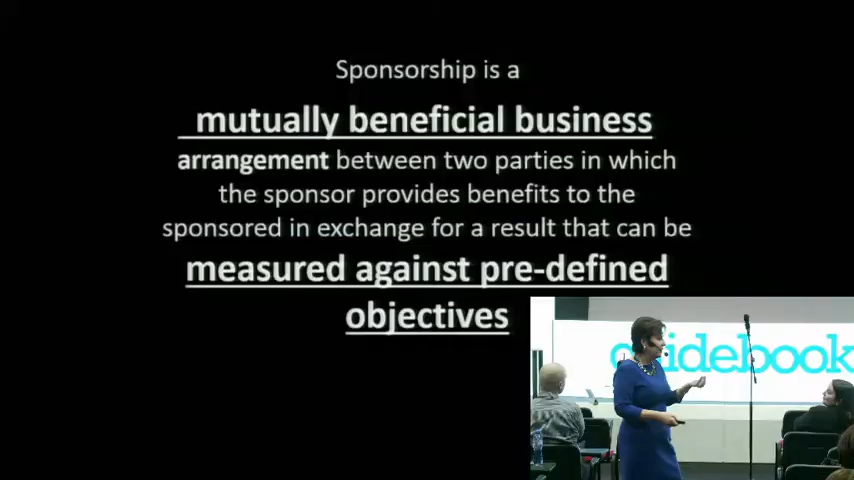 Sponsorship is a
mutually beneficial business
arrangement between two parties in which
the sponsor provides benefits to the
sponsored in exchange for a result that can be
measured against pre-defined
objectives
guidebook